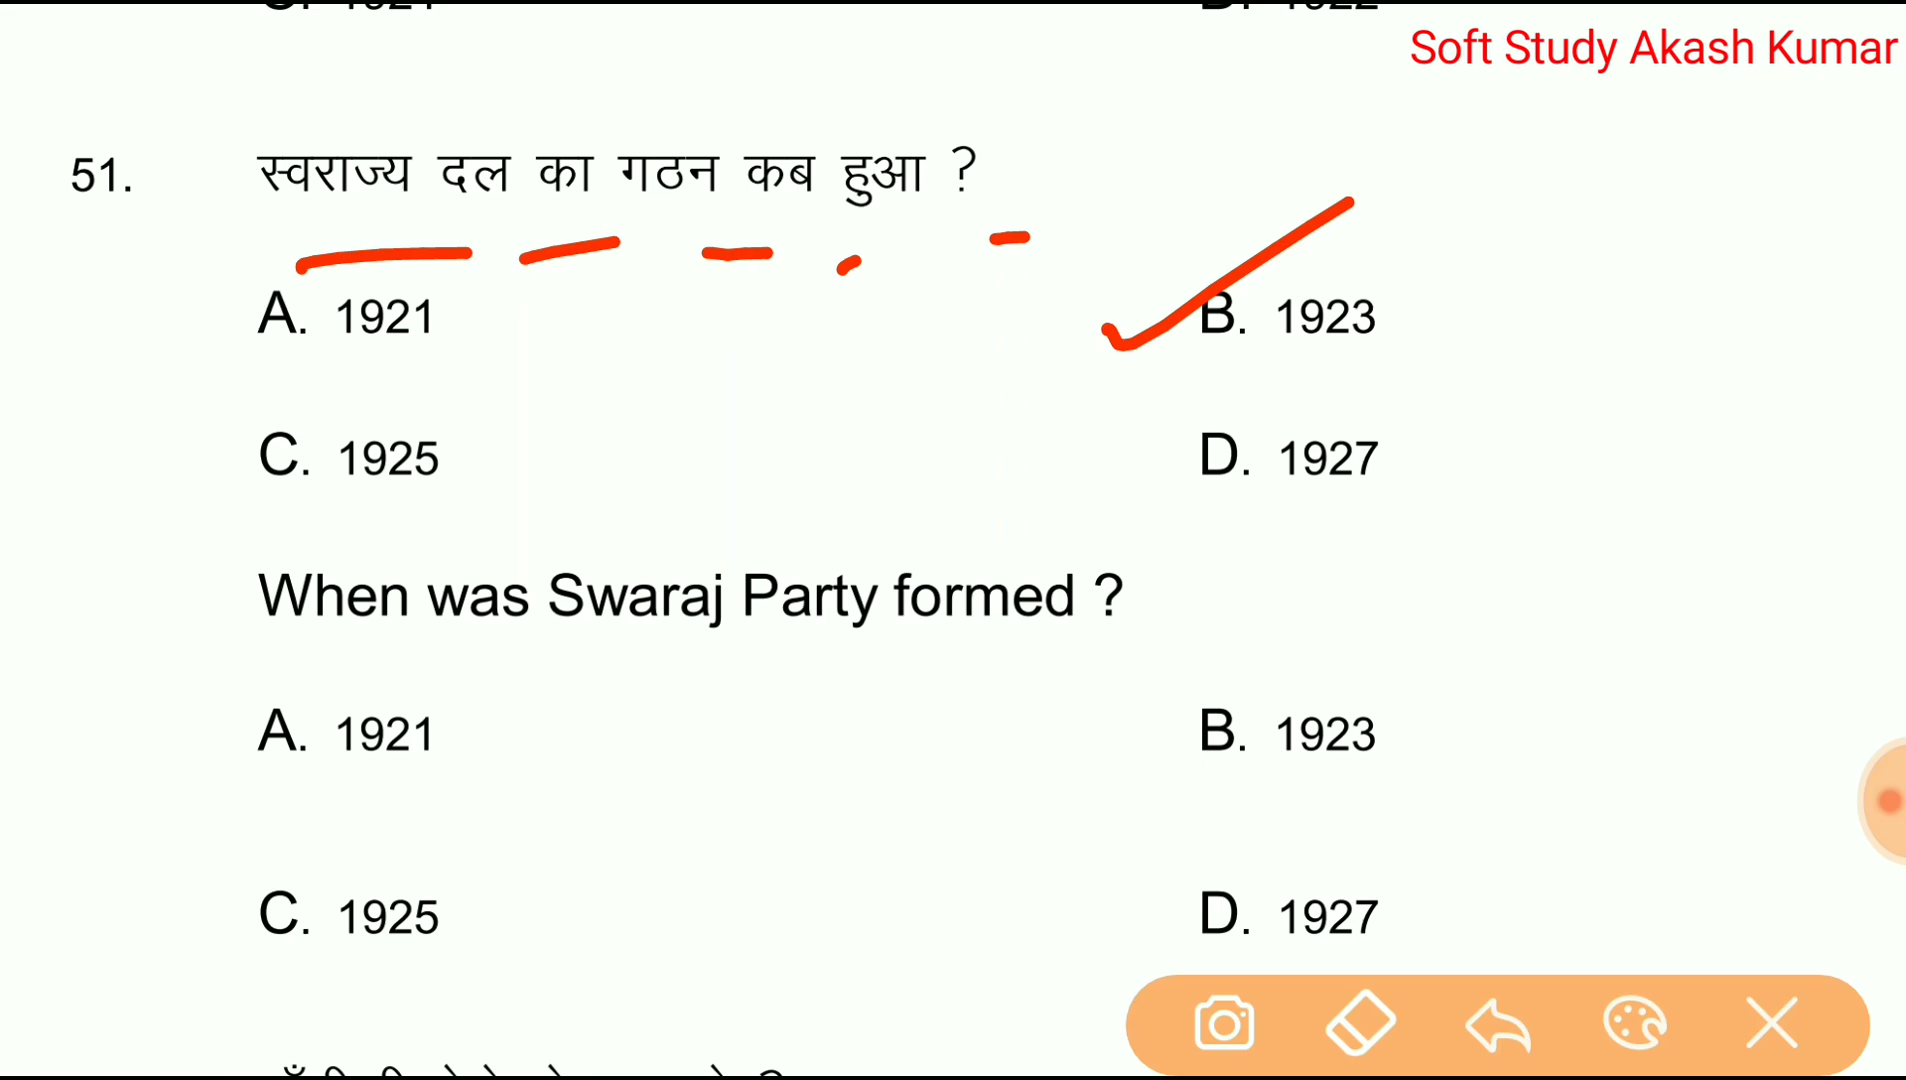 Soft Study Akash Kumar
51. स्वराज्य दल का गठन कब हुआ ?
A. 1921 B. 1923
C. 1925 D. 1927
When was Swaraj Party formed ?
A. 1921 B. 1923
C. 1925 D. 1927